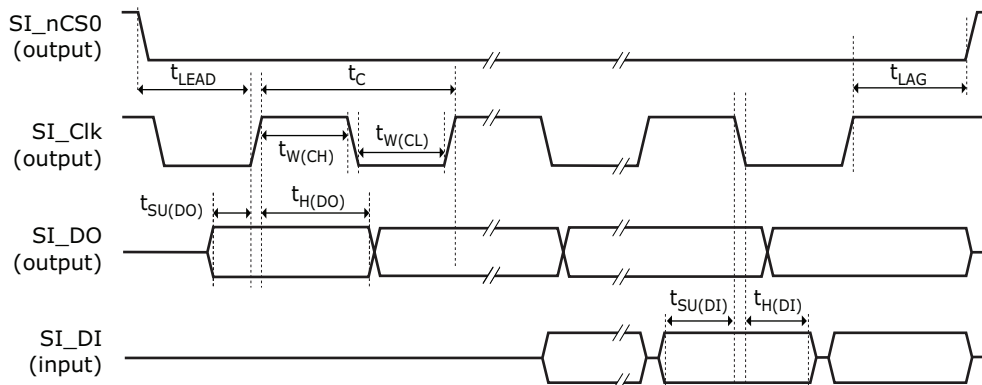 SI_nCS0
(output)
tLEAD
tC
tLAG
SI_Clk
(output)
tW(CH)
tW(CL)
tSU(DO)
tH(DO)
SI_DO
(output)
tSU(DI)
tH(DI)
SI_DI
(input)